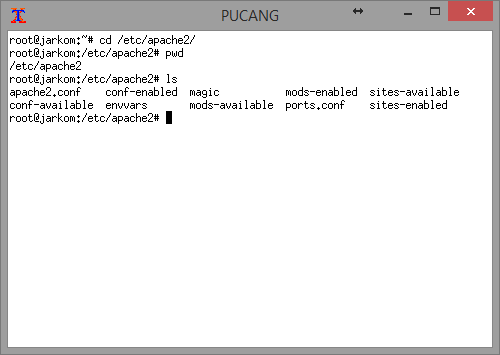 PUCANG
root@jarkom:~# cd /etc/apache2/
root@jarkom:/etc/apache2# pwd
/etc/apache2
root@jarkom:/etc/apache2# ls
apache2.conf    conf-enabled  magic           mods-enabled  sites-available
conf-available  envvars       mods-available  ports.conf    sites-enabled
root@jarkom:/etc/apache2#